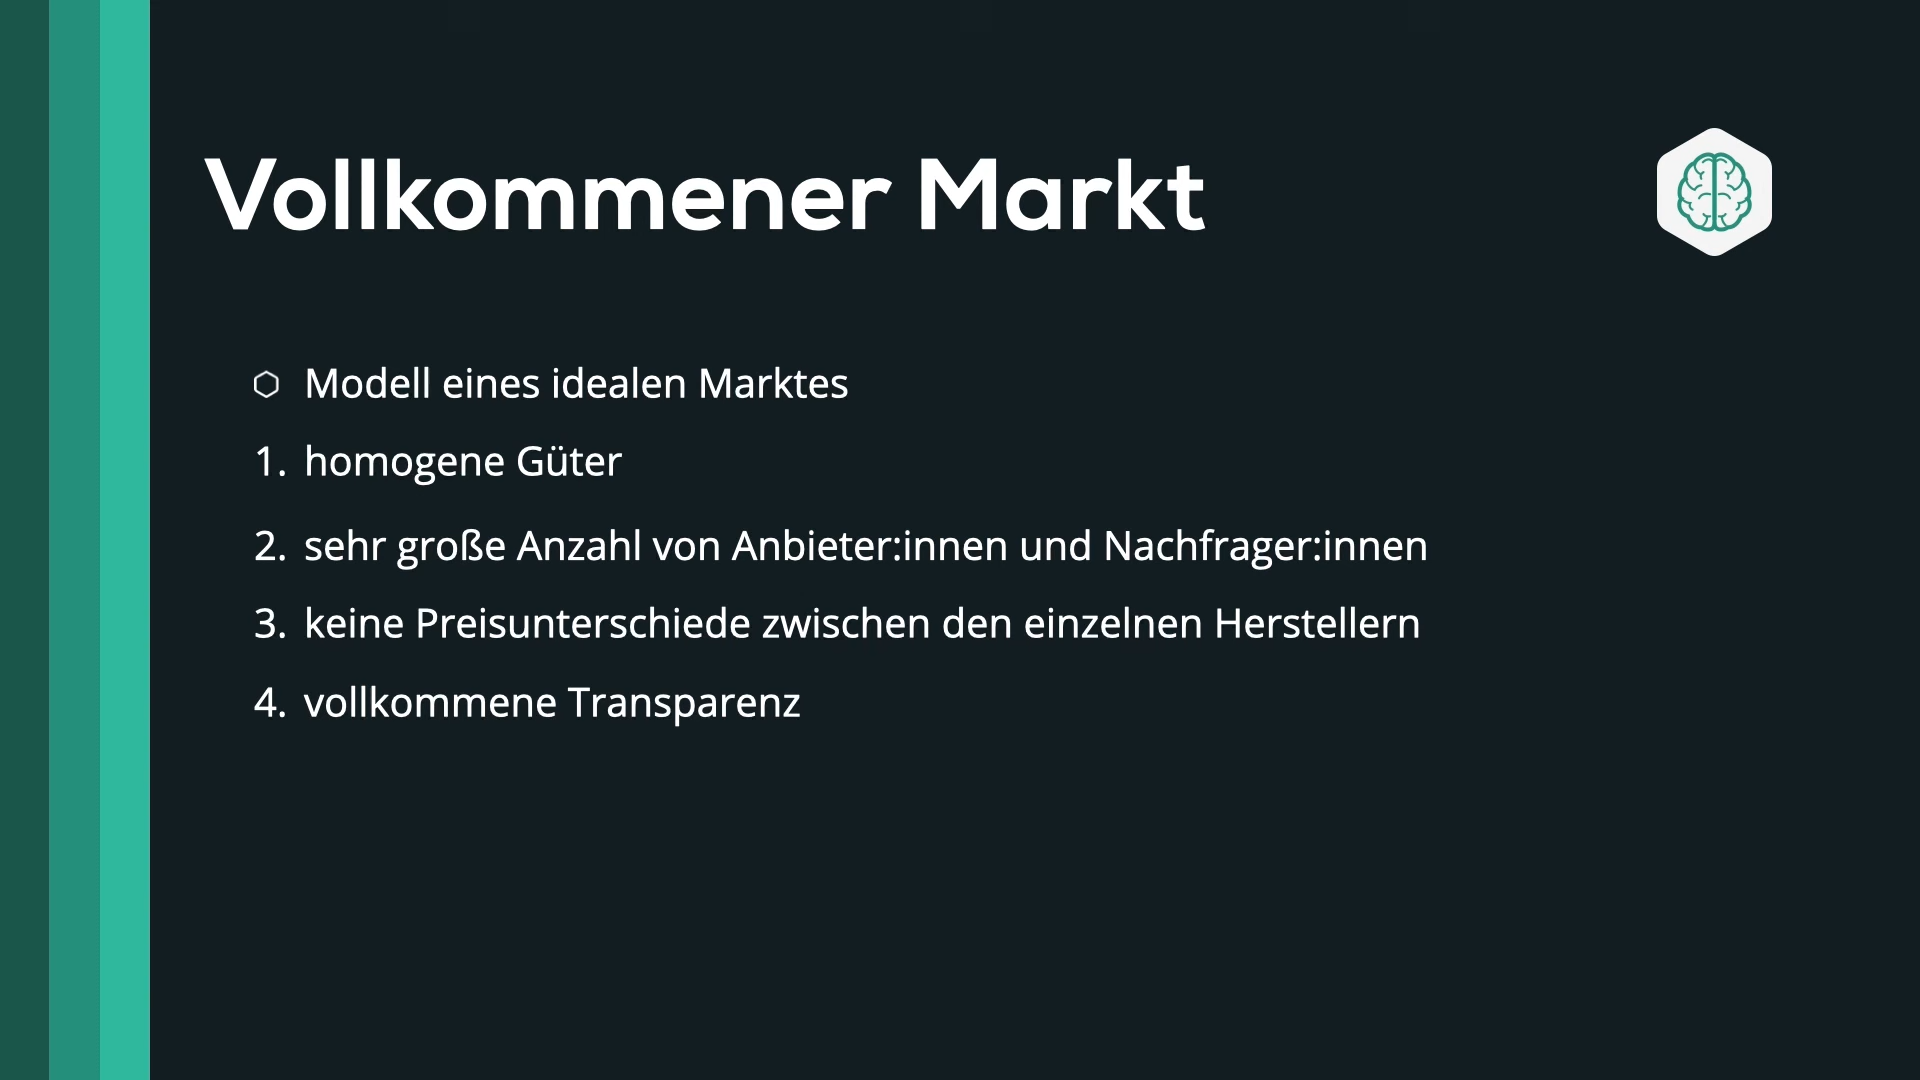 Vollkommener Markt
Modell eines idealen Marktes
1. homogene Güter
2. sehr große Anzahl von Anbieter:innen und Nachfrager:innen
3. keine Preisunterschiede zwischen den einzelnen Herstellern
4. vollkommene Transparenz